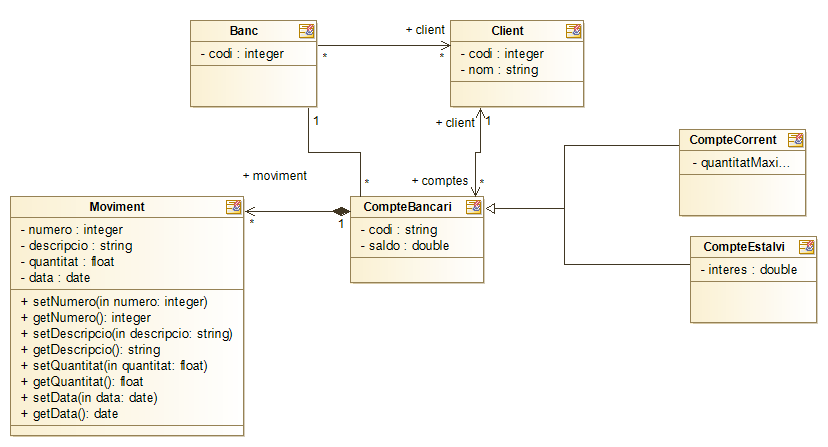 Banc
- codi : integer
+ client
*
*
Client
- codi : integer
- nom : string
1
*
+ client
1
+ comptes
*
CompteCorrent
- quantitatMaxi...
CompteEstalvi
- interes : double
+ moviment
*
1
CompteBancari
- codi : string
- saldo : double
Moviment
- numero : integer
- descripcio : string
- quantitat : float
- data : date
+ setNumero(in numero: integer)
+ getNumero(): integer
+ setDescripcio(in descripcio: string)
+ getDescripcio(): string
+ setQuantitat(in quantitat: float)
+ getQuantitat(): float
+ setData(in data: date)
+ getData(): date